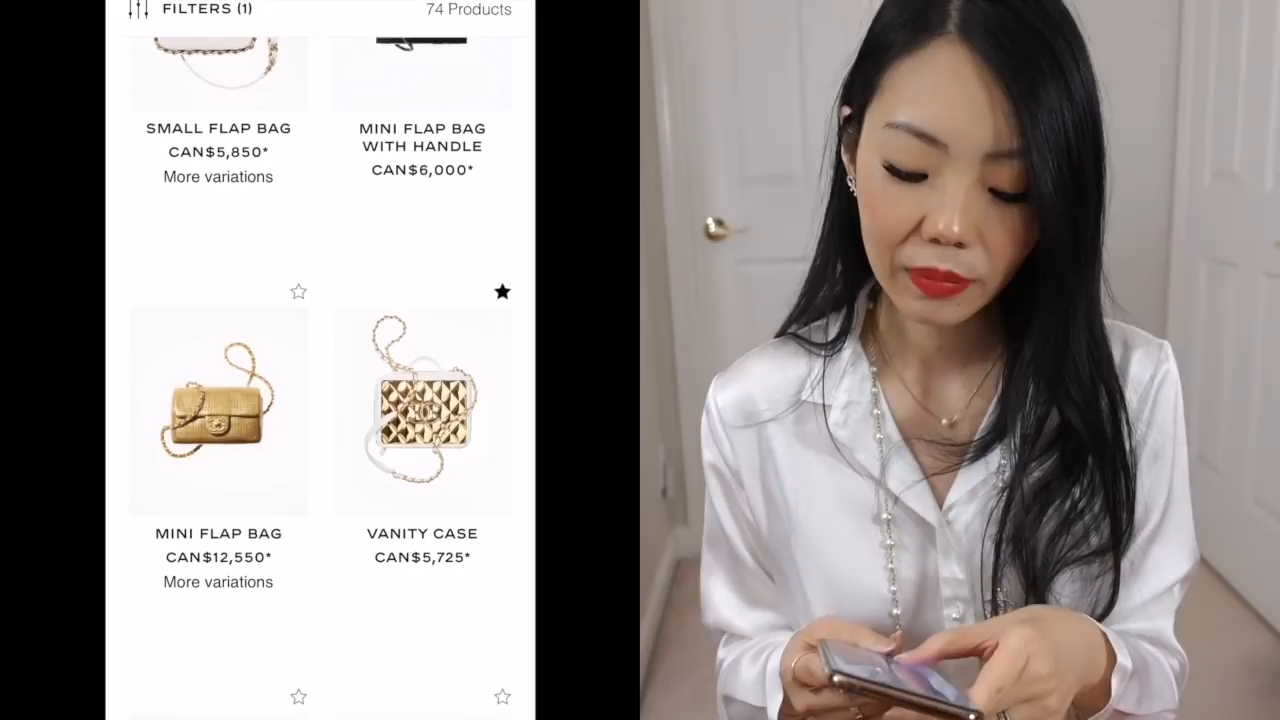 FILTERS (1)
74 Products
SMALL FLAP BAG
CAN$5,850*
More variations
MINI FLAP BAG
WITH HANDLE
CAN$6,000*
MINI FLAP BAG
CAN$12,550*
More variations
VANITY CASE
CAN$5,725*